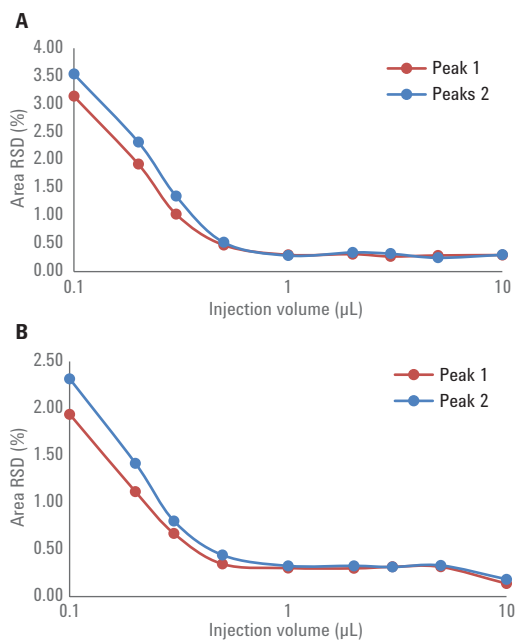 A
4.00
3.50
3.00
2.50
2.00
1.50
1.00
0.50
0.00
Area RSD (%)
Peak 1
Peaks 2
0.1
1
10
Injection volume (µL)
B
2.50
2.00
1.50
1.00
0.50
0.00
Area RSD (%)
Peak 1
Peak 2
0.1
1
10
Injection volume (µL)